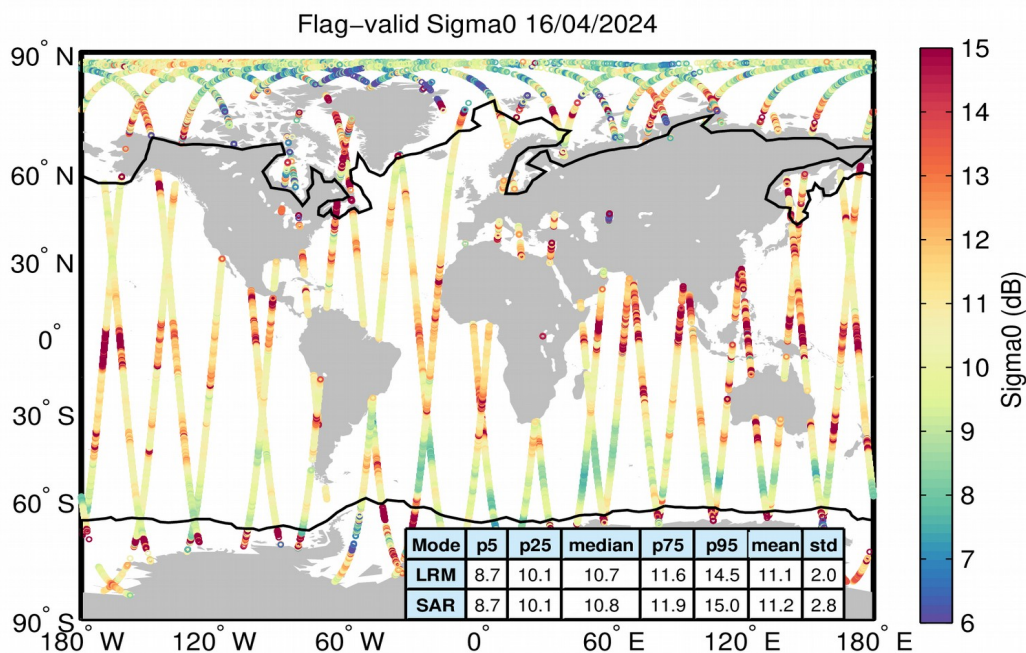 Flag−valid Sigma0 16/04/2024
90° N
60° N
30° N
0°
30° S
60° S
90° S
180° W
120° W
60° W
0°
60° E
120° E
180° E
15
14
13
12
11
10
9
8
7
6
Sigma0 (dB)
Mode p5 p25 median p75 p95 mean std
LRM 8.7 10.1 10.7 11.6 14.5 11.1 2.0
SAR 8.7 10.1 10.8 11.9 15.0 11.2 2.8